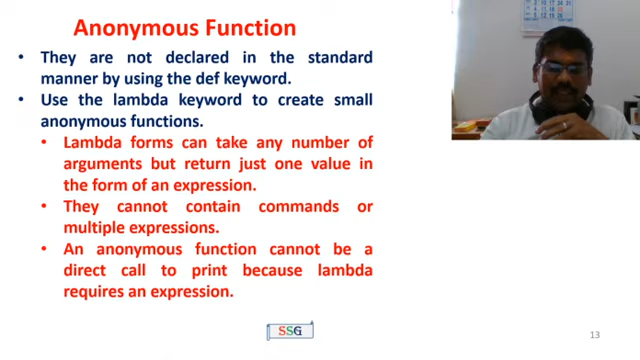 Anonymous Function
• They are not declared in the standard
manner by using the def keyword.
• Use the lambda keyword to create small
anonymous functions.
• Lambda forms can take any number of
arguments but return just one value in
the form of an expression.
• They cannot contain commands or
multiple expressions.
• An anonymous function cannot be a
direct call to print because lambda
requires an expression.
SSG
13